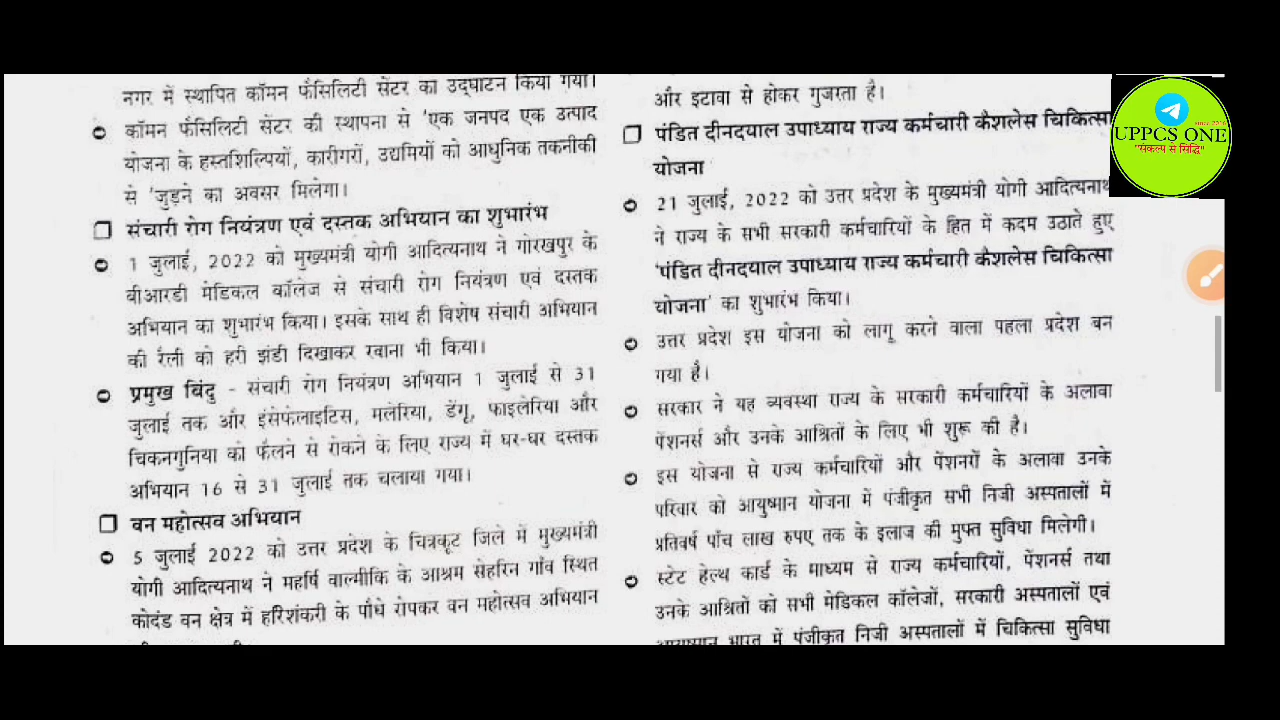 नगर में स्थापित कॉमन फैसिलिटी सेंटर का उद्घाटन किया गया।
कॉमन फैसिलिटी सेंटर की स्थापना से 'एक जनपद एक उत्पाद
योजना के हस्तशिल्पियों, कारीगरों, उद्यमियों को आधुनिक तकनीकी
से 'जुड़ने का अवसर मिलेगा।
संचारी रोग नियंत्रण एवं दस्तक अभियान का शुभारंभ
1 जुलाई, 2022 को मुख्यमंत्री योगी आदित्यनाथ ने गोरखपुर के
बीआरडी मेडिकल कॉलेज से संचारी रोग नियंत्रण एवं दस्तक
अभियान का शुभारंभ किया। इसके साथ ही विशेष संचारी अभियान
की रैली को हरी झंडी दिखाकर रवाना भी किया।
प्रमुख बिंदु - संचारी रोग नियंत्रण अभियान 1 जुलाई से 31
जुलाई तक और इंसेफेलाइटिस, मलेरिया, डेंगू, फाइलेरिया और
चिकनगुनिया को फैलने से रोकने के लिए राज्य में घर-घर दस्तक
अभियान 16 से 31 जुलाई तक चलाया गया।
वन महोत्सव अभियान
5 जुलाई 2022 को उत्तर प्रदेश के चित्रकूट जिले में मुख्यमंत्री
योगी आदित्यनाथ ने महर्षि वाल्मीकि के आश्रम सेहरिन गाँव स्थित
कोदंड वन क्षेत्र में हरिशंकरी के पौधे रोपकर वन महोत्सव अभियान
और इटावा से होकर गुजरता है।
पंडित दीनदयाल उपाध्याय राज्य कर्मचारी कैशलेस चिकित्सा
योजना
21 जुलाई, 2022 को उत्तर प्रदेश के मुख्यमंत्री योगी आदित्यनाथ
ने राज्य के सभी सरकारी कर्मचारियों के हित में कदम उठाते हुए
'पंडित दीनदयाल उपाध्याय राज्य कर्मचारी कैशलेस चिकित्सा
योजना' का शुभारंभ किया।
उत्तर प्रदेश इस योजना को लागू करने वाला पहला प्रदेश बन
गया है।
सरकार ने यह व्यवस्था राज्य के सरकारी कर्मचारियों के अलावा
पेंशनर्स और उनके आश्रितों के लिए भी शुरू की है।
इस योजना से राज्य कर्मचारियों और पेंशनरों के अलावा उनके
परिवार को आयुष्मान योजना में पंजीकृत सभी निजी अस्पतालों में
प्रतिवर्ष पाँच लाख रुपए तक के इलाज की मुफ्त सुविधा मिलेगी।
स्टेट हेल्थ कार्ड के माध्यम से राज्य कर्मचारियों, पेंशनर्स तथा
उनके आश्रितों को सभी मेडिकल कॉलेजों, सरकारी अस्पतालों एवं
आयुष्मान भारत में पंजीकृत निजी अस्पतालों में चिकित्सा सुविधा
since 2016
UPPCS ONE
"संकल्प से सिद्धि"